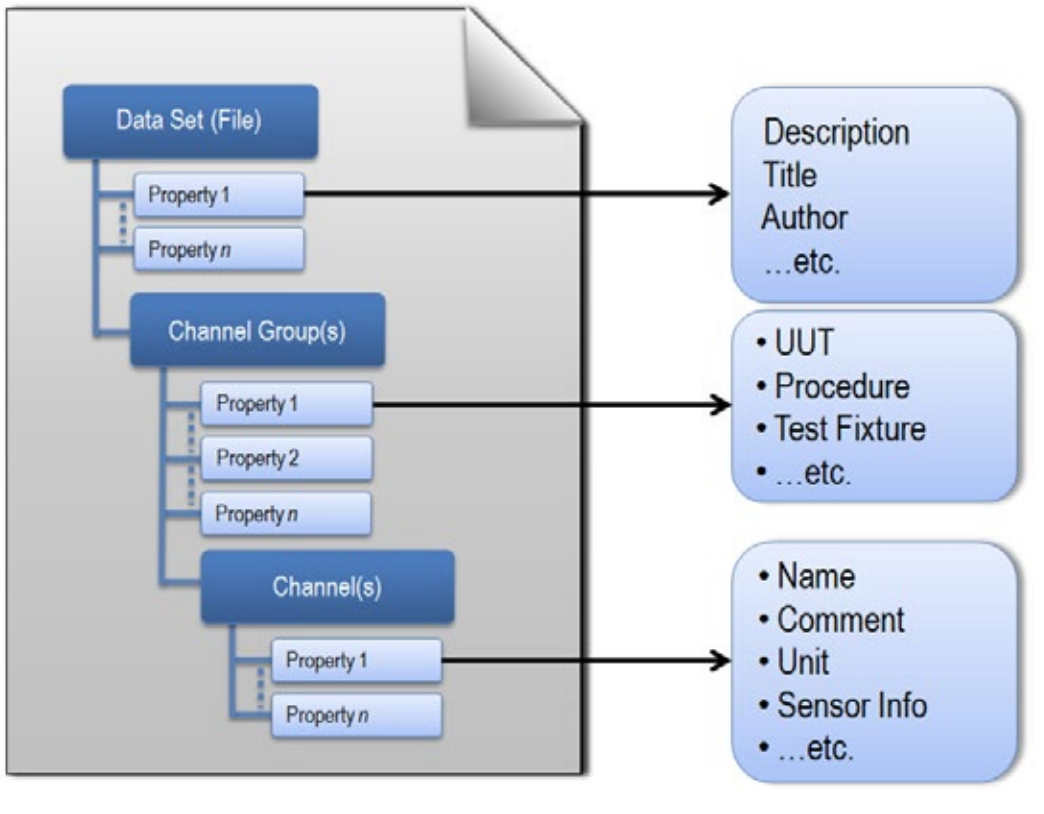 Data Set (File)
Property 1
Property n
Channel Group(s)
Property 1
Property 2
Property n
Channel(s)
Property 1
Property n
Description
Title
Author
...etc.
• UUT
• Procedure
• Test Fixture
• ...etc.
• Name
• Comment
• Unit
• Sensor Info
• ...etc.